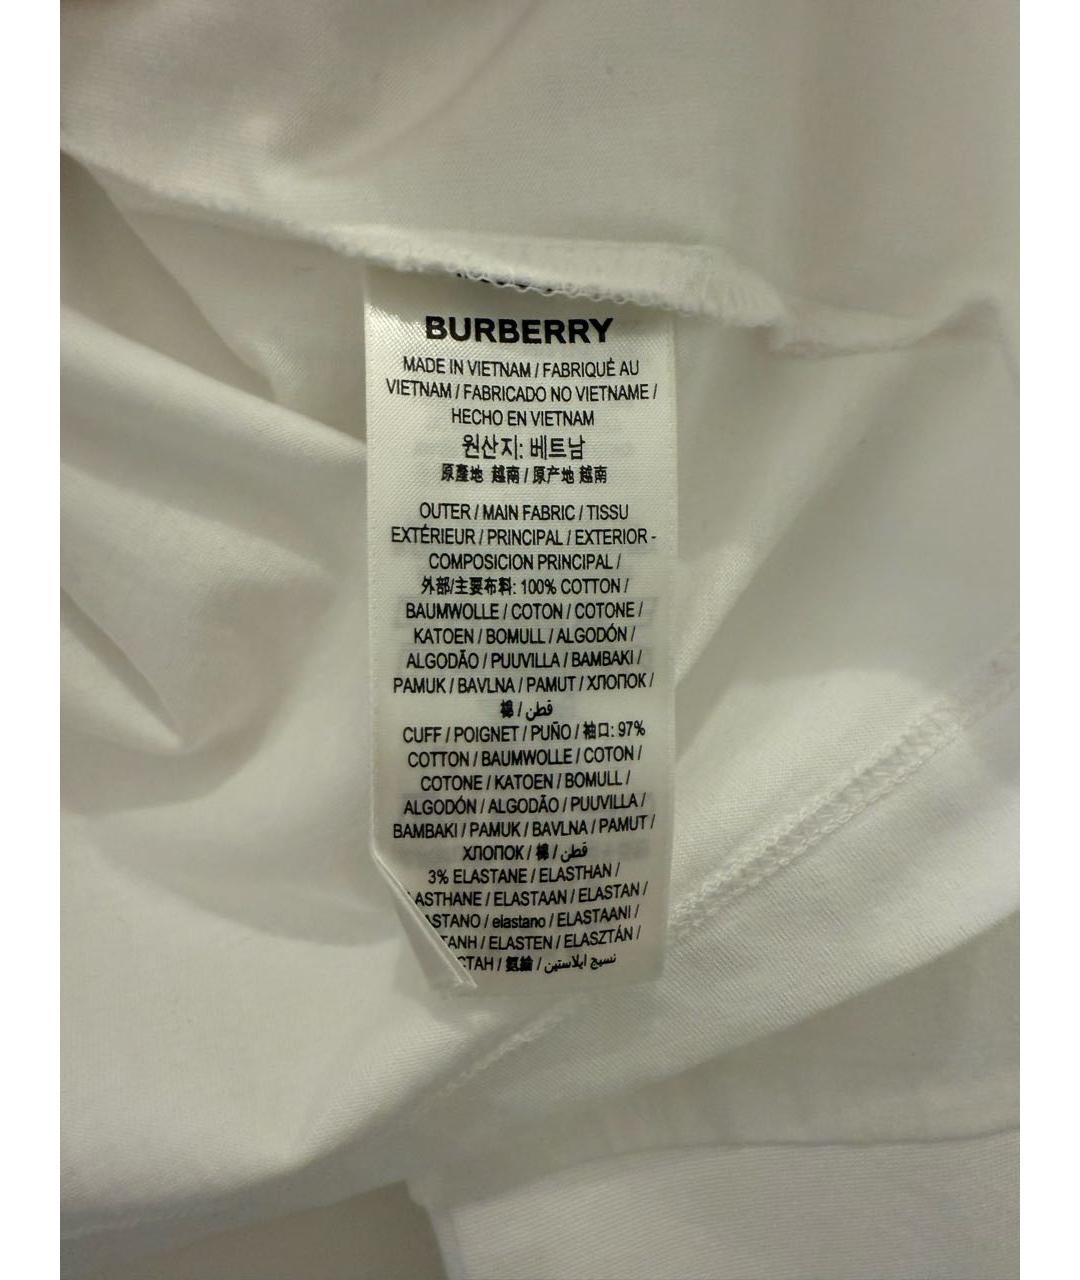 BURBERRY
MADE IN VIETNAM / FABRIQUÉ AU
VIETNAM / FABRICADO NO VIETNAME /
HECHO EN VIETNAM
원산지: 베트남
原產地 越南 / 原产地 越南
OUTER / MAIN FABRIC / TISSU
EXTÉRIEUR / PRINCIPAL / EXTERIOR -
COMPOSICION PRINCIPAL /
外部/主要布料: 100% COTTON /
BAUMWOLLE / COTON / COTONE /
KATOEN / BOMULL / ALGODÓN /
ALGODÃO / PUUVILLA / BAMBAKI /
PAMUK / BAVLNA / PAMUT / ХЛОПОК /
棉 / قطن
CUFF / POIGNET / PUÑO / 袖口: 97%
COTTON / BAUMWOLLE / COTON /
COTONE / KATOEN / BOMULL /
ALGODÓN / ALGODÃO / PUUVILLA /
BAMBAKI / PAMUK / BAVLNA / PAMUT /
ХЛОПОК / 棉 / قطن
3% ELASTANE / ELASTHAN /
ASTHANE / ELASTAAN / ELASTAN /
ASTANO / elastano / ELASTAANI /
TANH / ELASTEN / ELASZTÁN /
СТАН / 氨綸 / نسيج ايلاستين